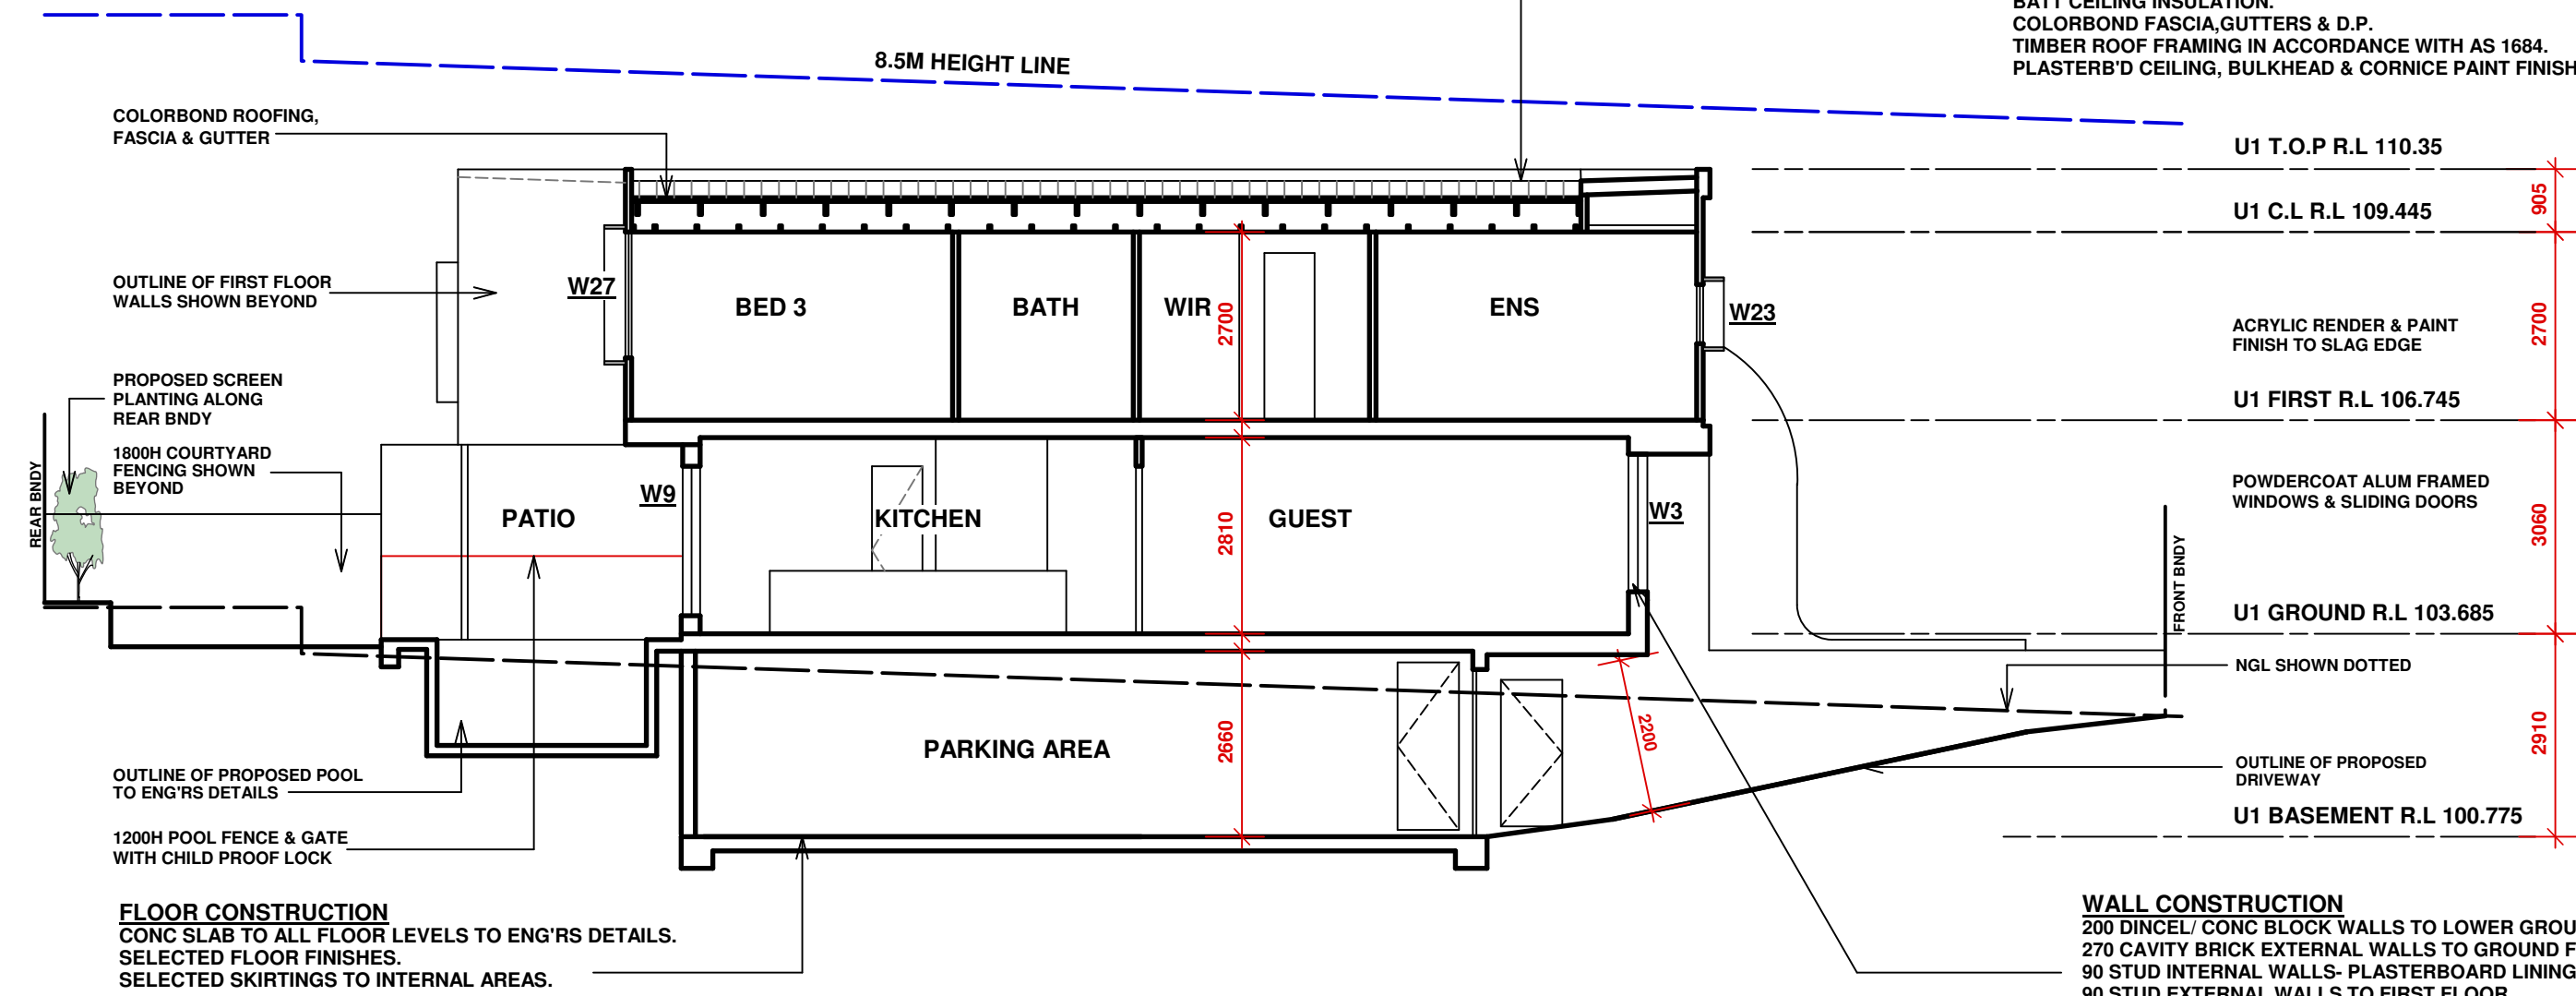 BATT CEILING INSULATION.
COLORBOND FASCIA,GUTTERS & D.P.
TIMBER ROOF FRAMING IN ACCORDANCE WITH AS 1684.
PLASTERB'D CEILING, BULKHEAD & CORNICE PAINT FINISH
8.5M HEIGHT LINE
COLORBOND ROOFING,
FASCIA & GUTTER
OUTLINE OF FIRST FLOOR
WALLS SHOWN BEYOND
PROPOSED SCREEN
PLANTING ALONG
REAR BNDY
1800H COURTYARD
FENCING SHOWN
BEYOND
REAR BNDY
OUTLINE OF PROPOSED POOL
TO ENG'RS DETAILS
1200H POOL FENCE & GATE
WITH CHILD PROOF LOCK
W27
BED 3
BATH
WIR
2700
ENS
W23
PATIO
W9
KITCHEN
2810
GUEST
W3
PARKING AREA
2660
2200
U1 T.O.P R.L 110.35
905
U1 C.L R.L 109.445
2700
ACRYLIC RENDER & PAINT
FINISH TO SLAG EDGE
U1 FIRST R.L 106.745
POWDERCOAT ALUM FRAMED
WINDOWS & SLIDING DOORS
3060
FRONT BNDY
U1 GROUND R.L 103.685
NGL SHOWN DOTTED
2910
OUTLINE OF PROPOSED
DRIVEWAY
U1 BASEMENT R.L 100.775
FLOOR CONSTRUCTION
CONC SLAB TO ALL FLOOR LEVELS TO ENG'RS DETAILS.
SELECTED FLOOR FINISHES.
SELECTED SKIRTINGS TO INTERNAL AREAS.
WALL CONSTRUCTION
200 DINCEL/ CONC BLOCK WALLS TO LOWER GROU
270 CAVITY BRICK EXTERNAL WALLS TO GROUND F
90 STUD INTERNAL WALLS- PLASTERBOARD LINING
90 STUD EXTERNAL WALLS TO FIRST FLOOR